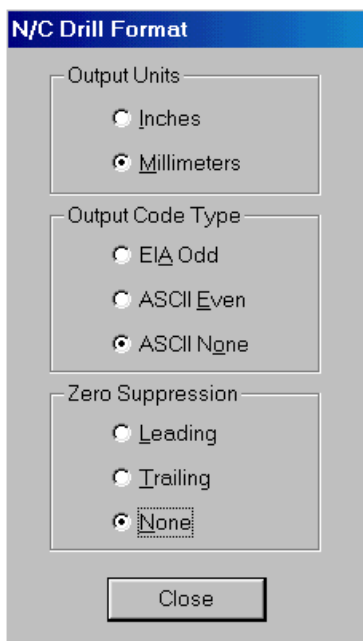 N/C Drill Format
Output Units
Inches
Millimeters
Output Code Type
EIA Odd
ASCII Even
ASCII None
Zero Suppression
Leading
Trailing
None
Close